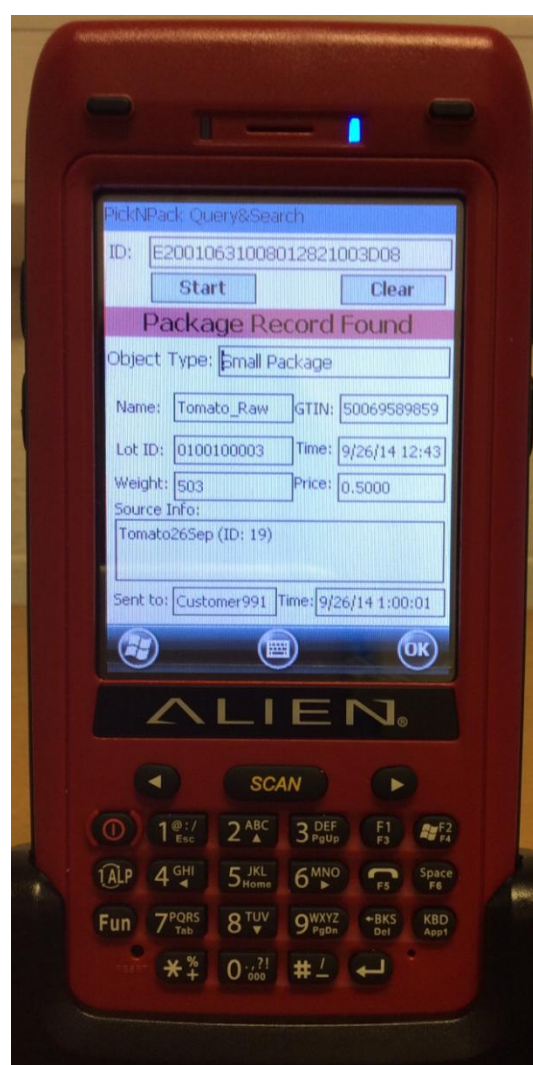 PickNPack: Query&Search
ID: E20010631008012821003D08
Start Clear
Package Record Found
Object Type: Small Package
Name: Tomato_Raw GTIN: 50069589859
Lot ID: 0100100003 Time: 9/26/14 12:43
Weight: 503 Price: 0.5000
Source Info:
Tomato26Sep (ID: 19)
Sent to: Customer991 Time: 9/26/14 1:00:01
OK
ALIEN®
SCAN
1 @:/ Esc 2 ABC 3 DEF PgUp F1 F3 F2 F4
1ALP 4 GHI 5 JKL Home 6 MNO F5 Space F6
Fun 7 PQRS Tab 8 TUV 9 WXYZ PgDn ←BKS Del KBD App1
* % + 0 .,?! 000 # / _